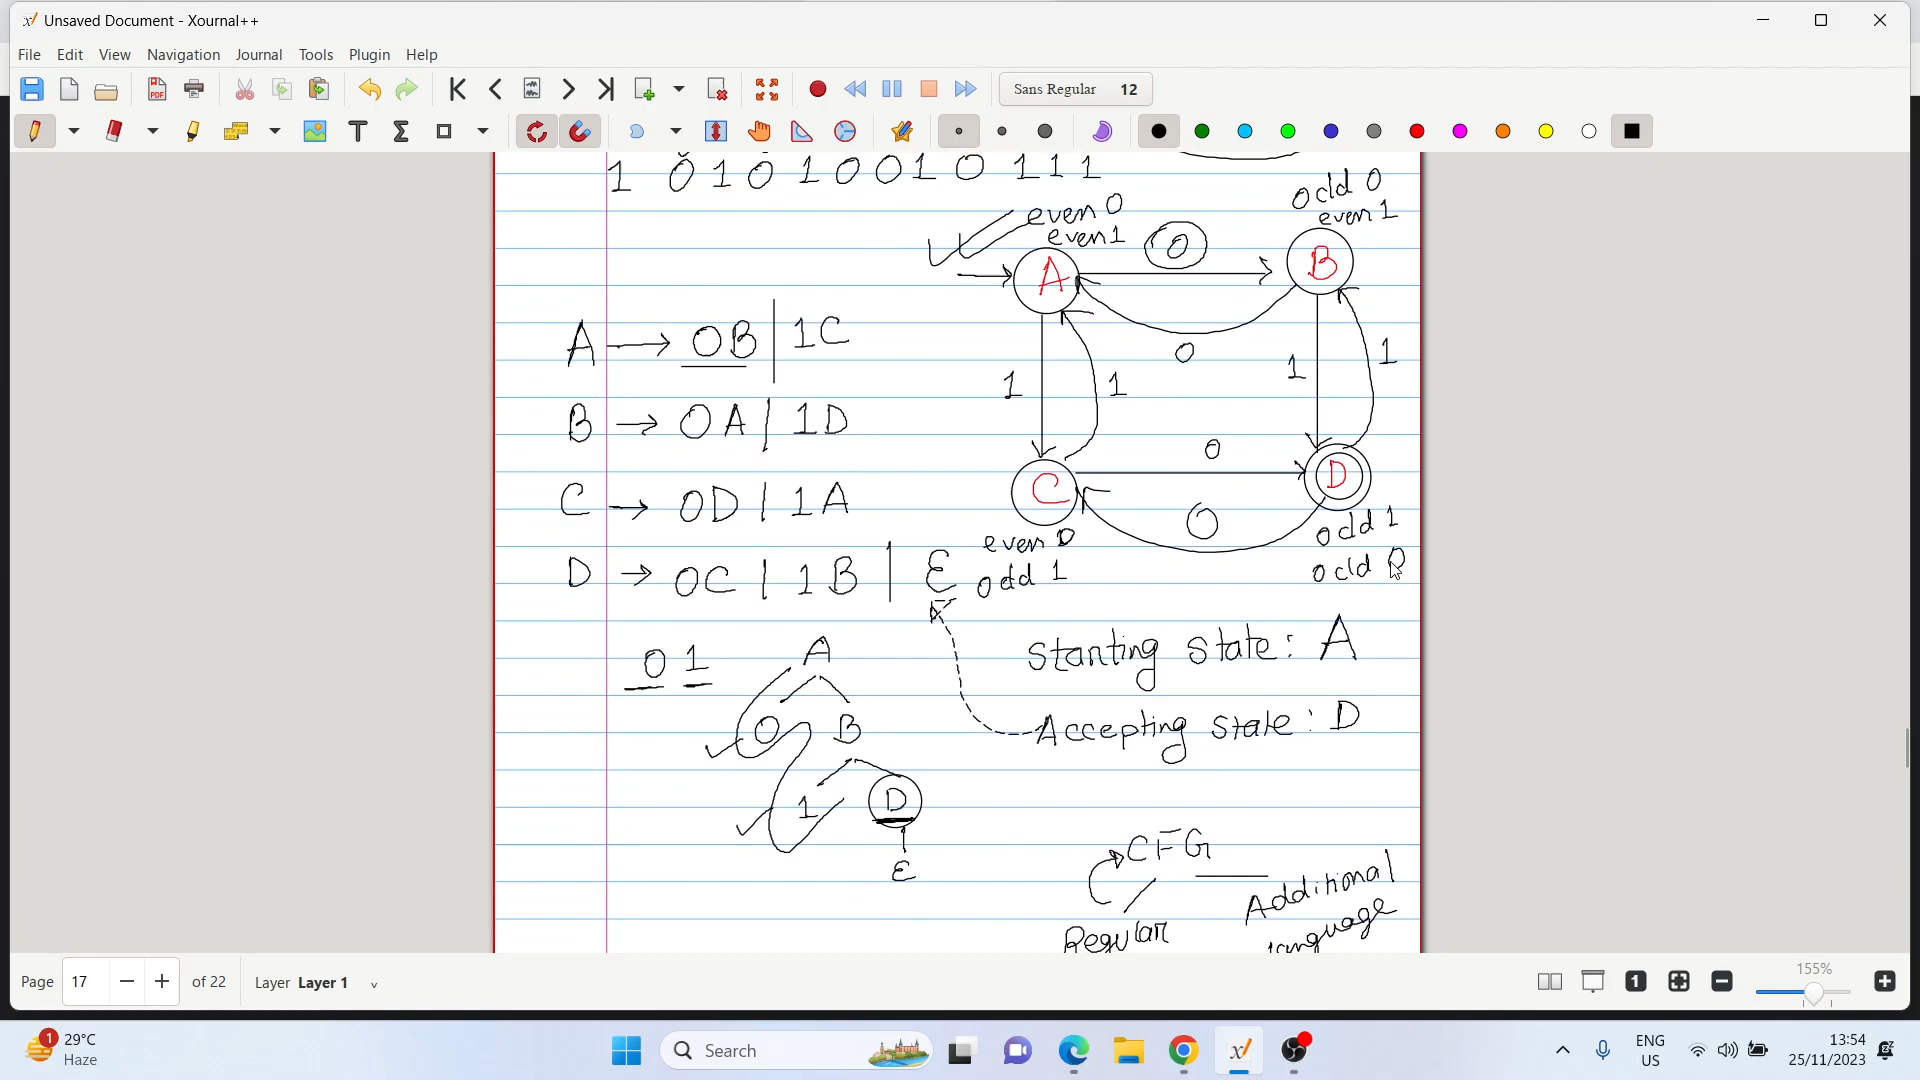 Unsaved Document - Xournal++
File Edit View Navigation Journal Tools Plugin Help
PDF
Sans Regular 12
1 0 1 0 1 0 0 1 0 1 1 1
odd 0
even 1
even 0
even 1
0
A
B
A → 0B | 1C
0
1
1
1
1
B → 0A | 1D
0
C → 0D | 1A
C
D
0
odd 1
odd 0
even 0
odd 1
D → 0C | 1B | ε
0 1
A
Starting state: A
0 B
Accepting state: D
1 D
ε
CFG
Additional
language
Regular
Page 17 of 22 Layer Layer 1
155%
1
29°C
Haze
Search
ENG
US
13:54
25/11/2023